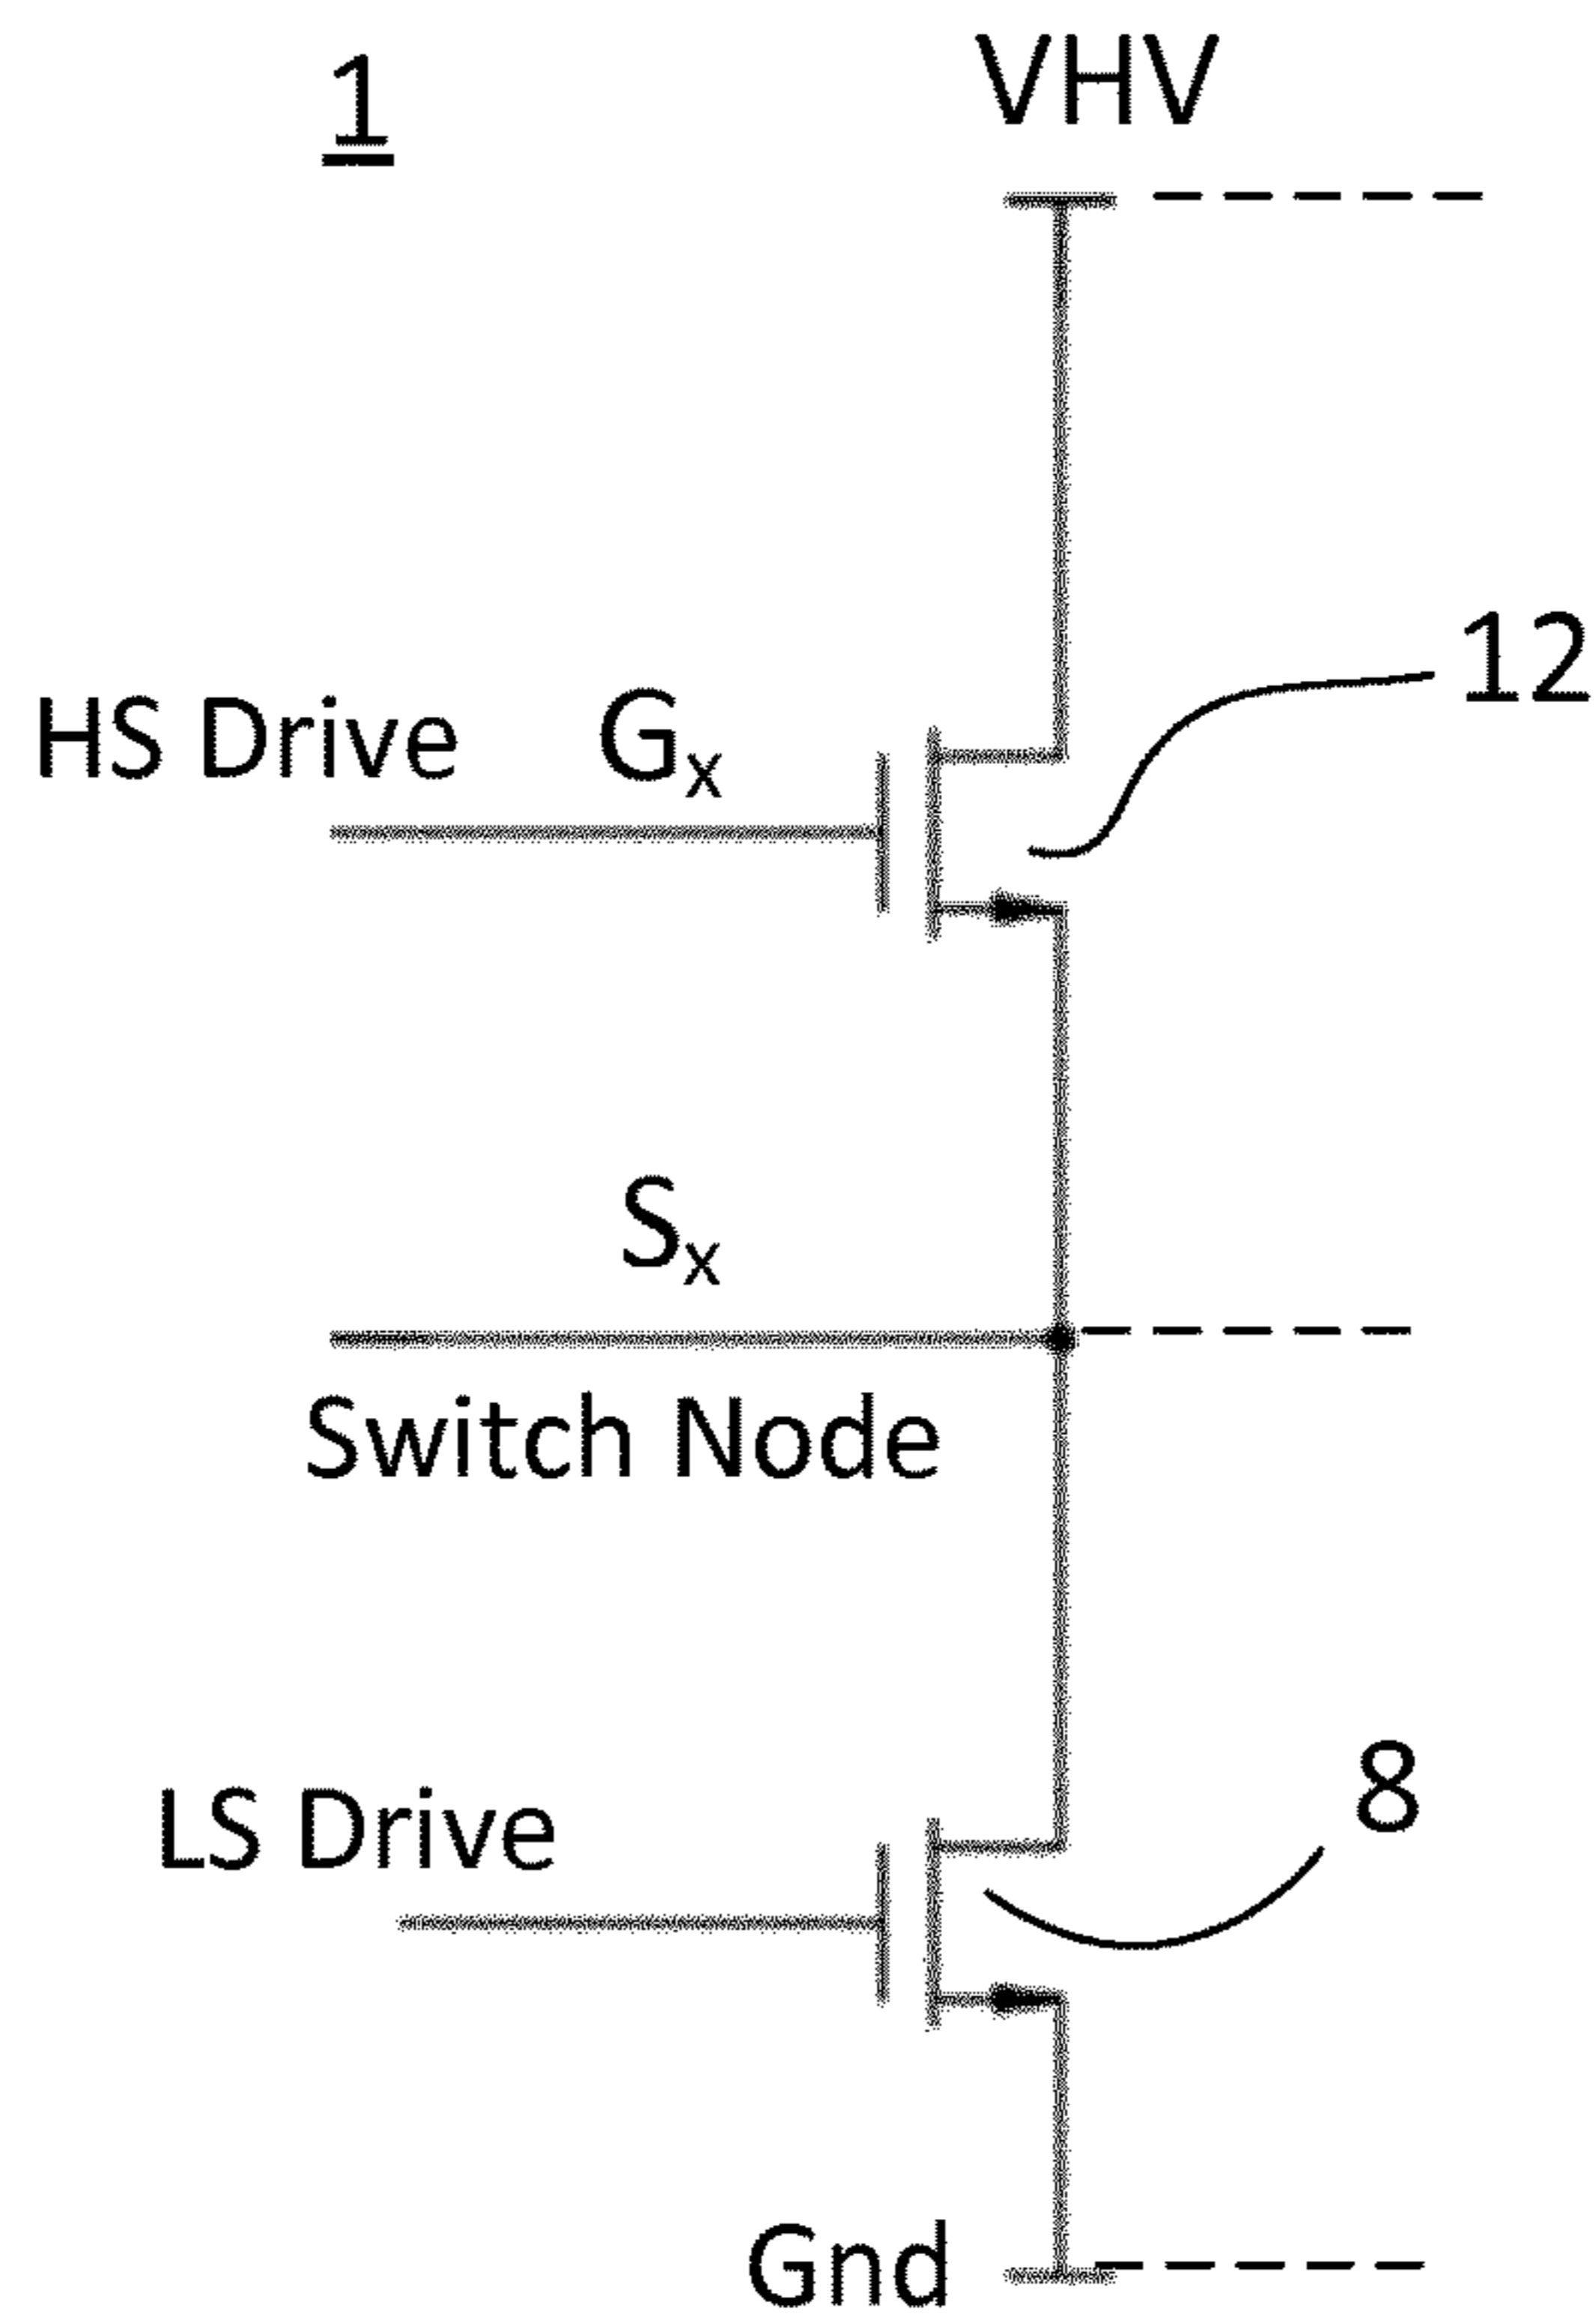 1
VHV
12
HS Drive Gₓ
Sₓ
Switch Node
8
LS Drive
Gnd